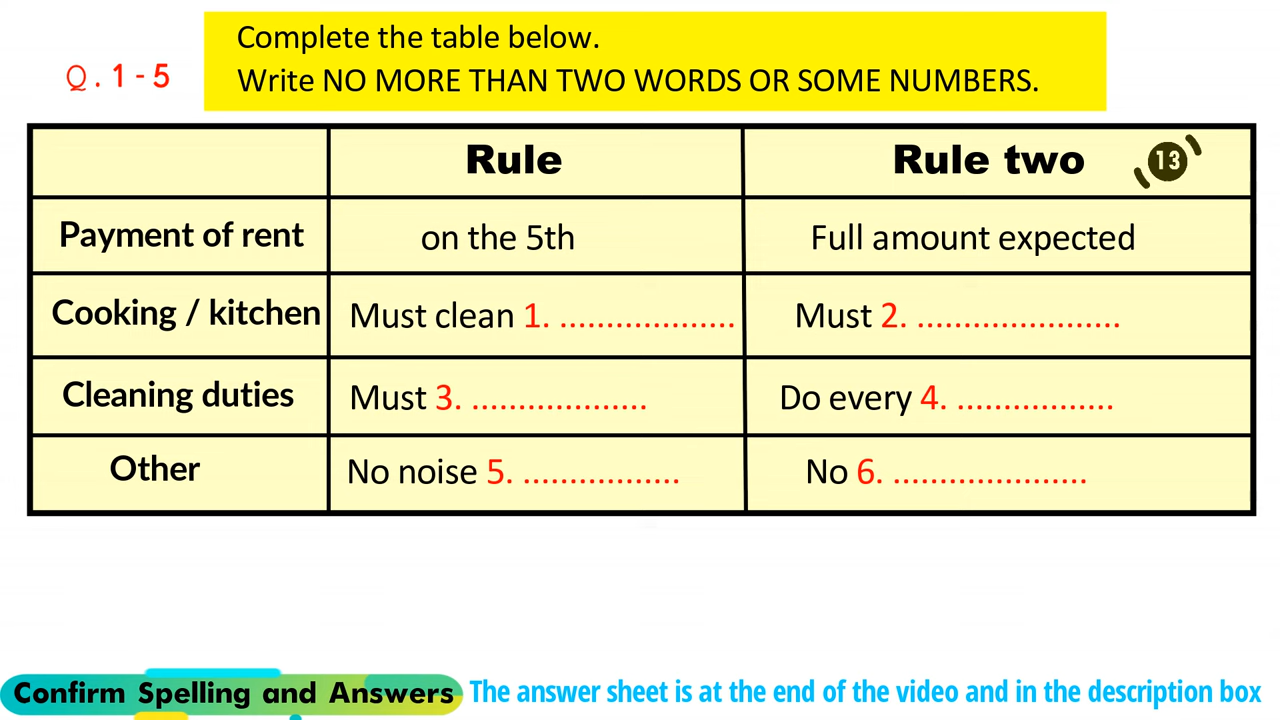 Q. 1 - 5
Complete the table below.
Write NO MORE THAN TWO WORDS OR SOME NUMBERS.
Rule Rule two 13
Payment of rent on the 5th Full amount expected
Cooking / kitchen Must clean 1. ................... Must 2. ......................
Cleaning duties Must 3. ................... Do every 4. .................
Other No noise 5. ................. No 6. .....................
Confirm Spelling and Answers The answer sheet is at the end of the video and in the description box